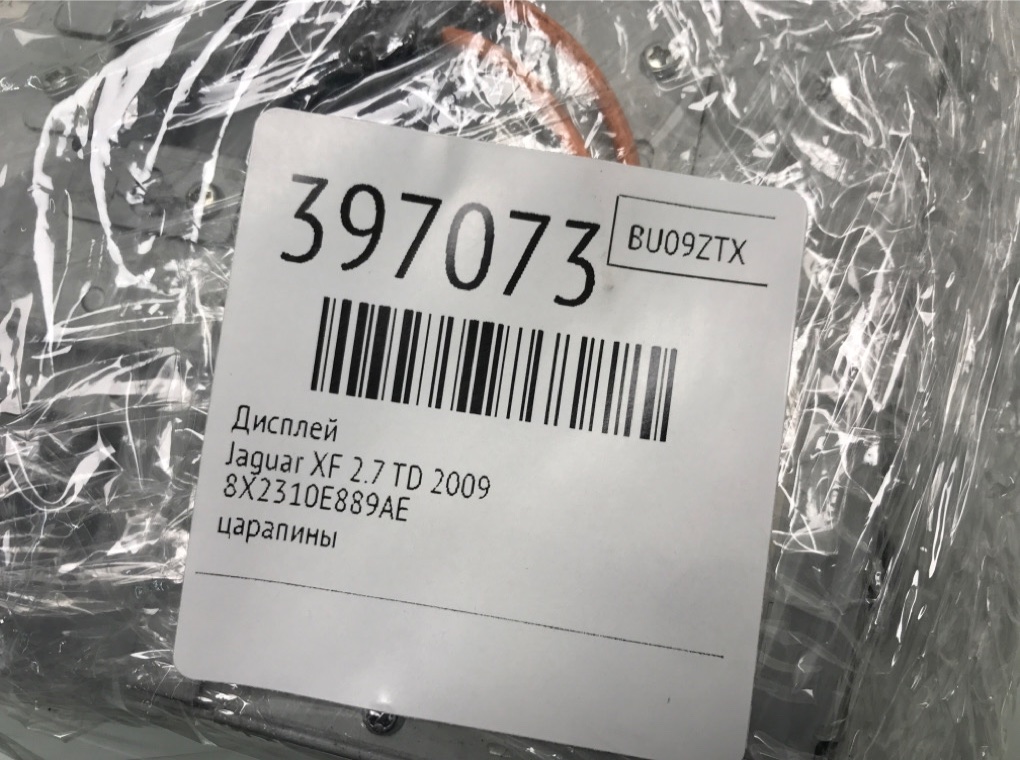 397073
BU09ZTX
Дисплей
Jaguar XF 2.7 TD 2009
8X2310E889AE
царапины